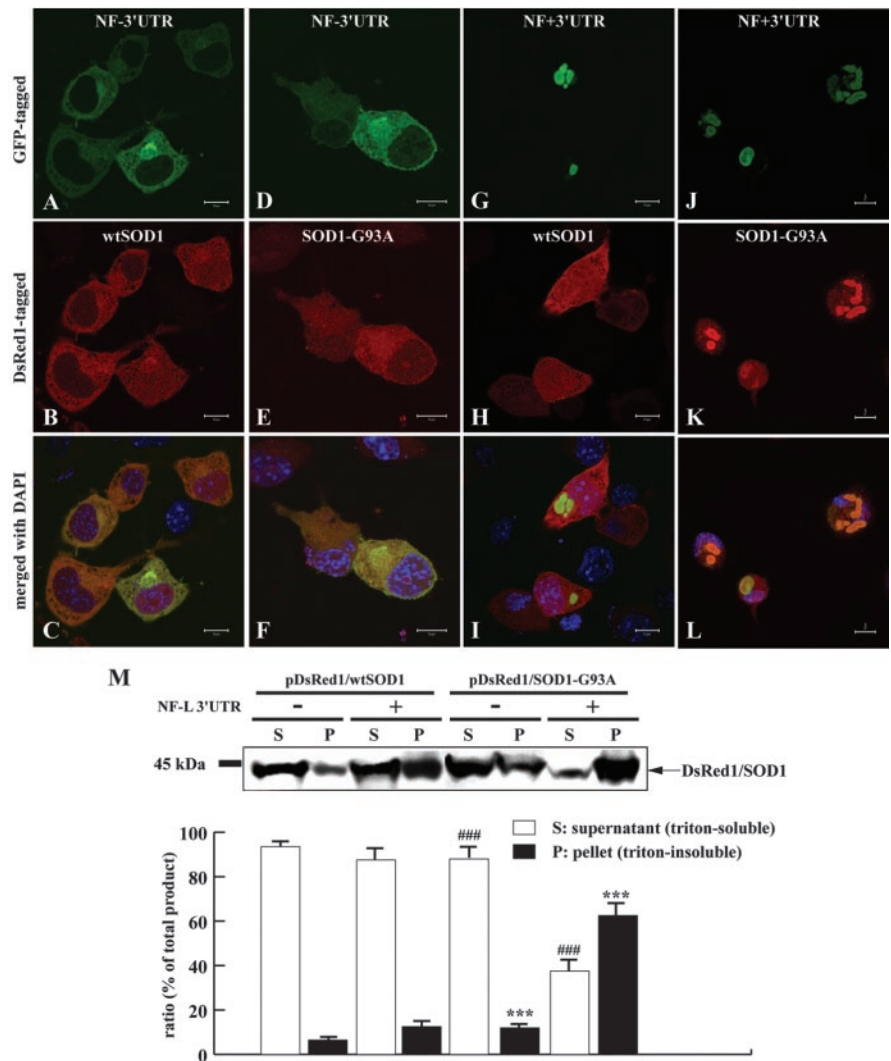 NF-3'UTR NF-3'UTR NF+3'UTR NF+3'UTR
GFP-tagged
A D G J
wtSOD1 SOD1-G93A wtSOD1 SOD1-G93A
DsRed1-tagged
B E H K
merged with DAPI
C F I L
M
pDsRed1/wtSOD1 pDsRed1/SOD1-G93A
NF-L 3'UTR - + - +
S P S P S P S P
45 kDa
DsRed1/SOD1
ratio (% of total product)
100
80
60
40
20
0
###
***
###
***
S: supernatant (triton-soluble)
P: pellet (triton-insoluble)